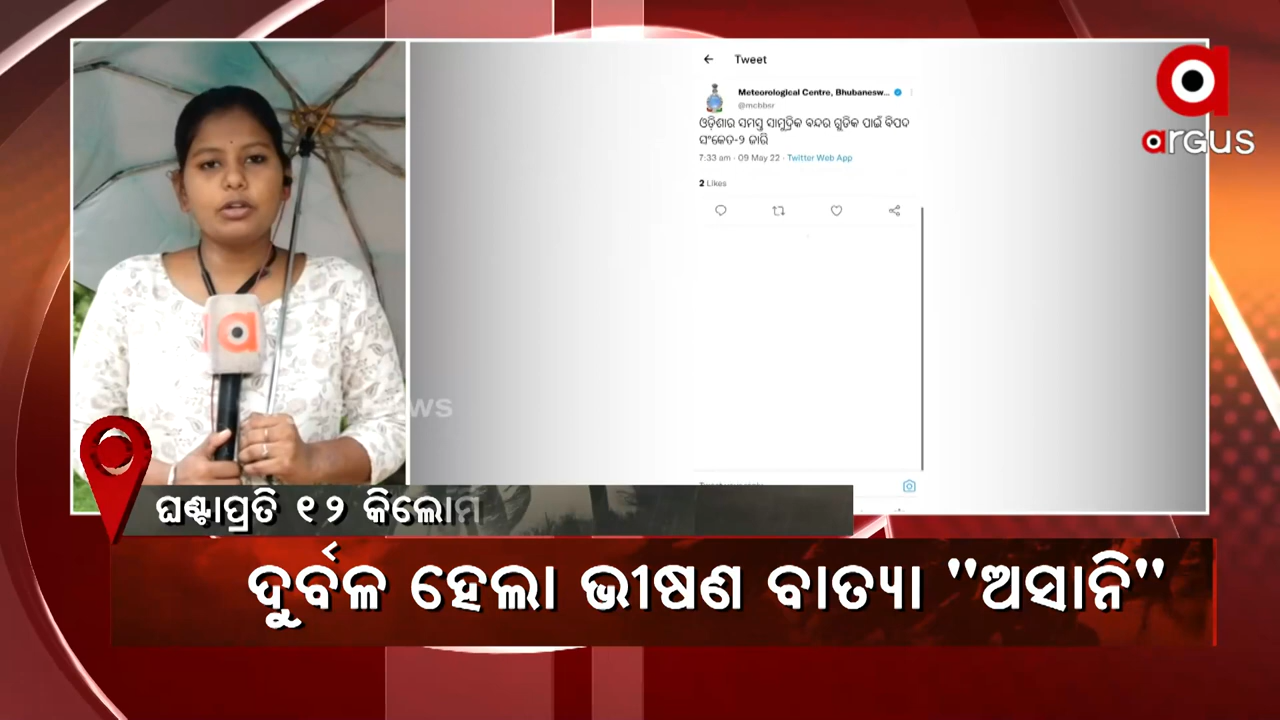 Tweet
Meteorological Centre, Bhubanesw...
@mcbbsr
ଓଡ଼ିଶାର ସମସ୍ତ ସାମୁଦ୍ରିକ ବନ୍ଦର ଗୁଡିକ ପାଇଁ ବିପଦ
ସଂକେତ-୨ ଜାରି
7:33 am · 09 May 22 · Twitter Web App
2 Likes
argus
ଘଣ୍ଟାପ୍ରତି ୧୨ କିଲୋମ
ଦୁର୍ବଳ ହେଲା ଭୀଷଣ ବାତ୍ୟା "ଅସାନି"